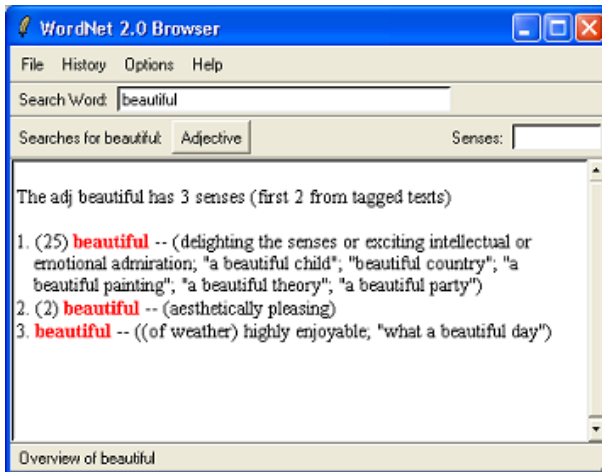 WordNet 2.0 Browser
File History Options Help
Search Word: beautiful
Searches for beautiful: Adjective Senses:
The adj beautiful has 3 senses (first 2 from tagged texts)
1. (25) beautiful -- (delighting the senses or exciting intellectual or
emotional admiration; "a beautiful child"; "beautiful country"; "a
beautiful painting"; "a beautiful theory"; "a beautiful party")
2. (2) beautiful -- (aesthetically pleasing)
3. beautiful -- ((of weather) highly enjoyable; "what a beautiful day")
Overview of beautiful